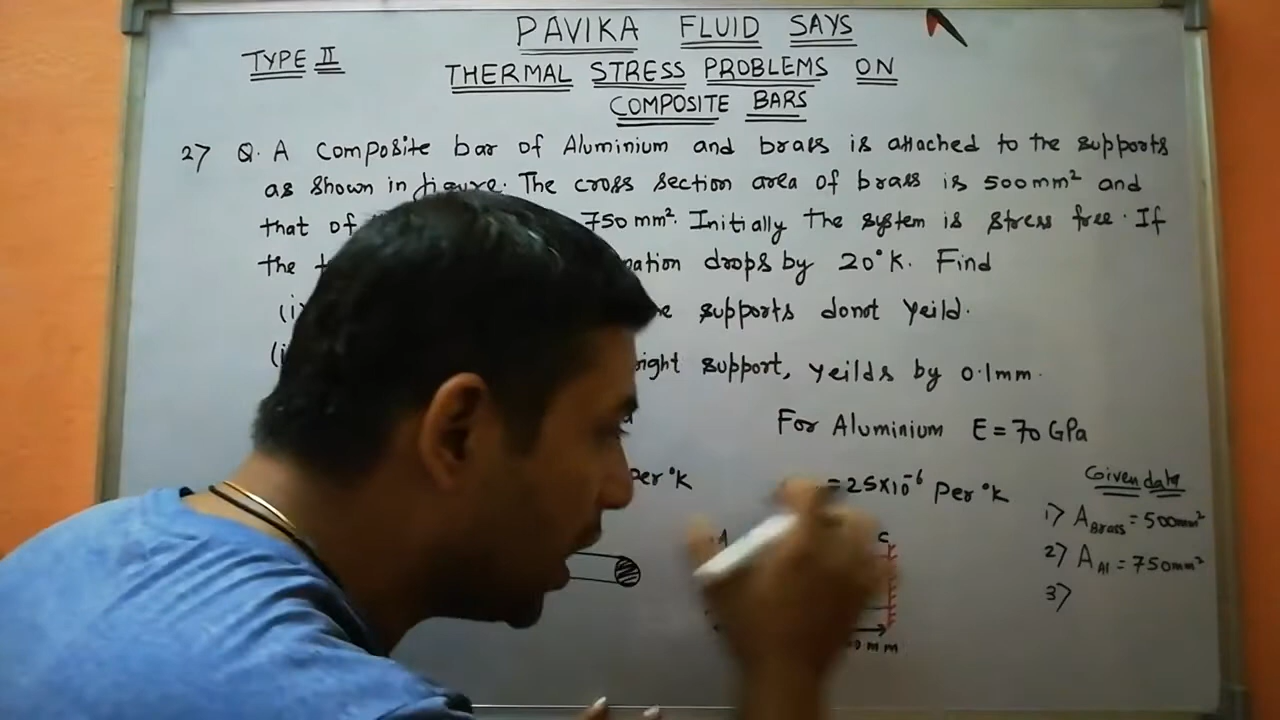 PAVIKA FLUID SAYS
TYPE II
THERMAL STRESS PROBLEMS ON
COMPOSITE BARS
27 Q. A composite bar of Aluminium and brass is attached to the supports
as shown in figure. The cross section area of brass is 500mm² and
that of 750 mm². Initially the system is stress free. If
the drops by 20°K. Find
(i supports donot yeild.
(i right support, yeilds by 0.1mm.
For Aluminium E = 70 GPa
Per °K = 25×10⁻⁶ Per °K
Given data
1) A Brass = 500mm²
2) A Al = 750mm²
3)
A C
mm